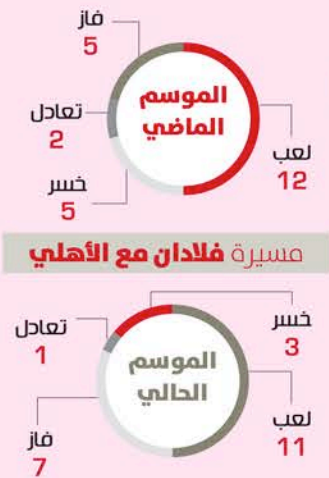 فاز
5
الموسم
الماضي
تعادل
2
لعب
12
خسر
5
مسيرة فلادان مع الأهلي
خسر
3
تعادل
1
الموسم
الحالي
لعب
11
فاز
7